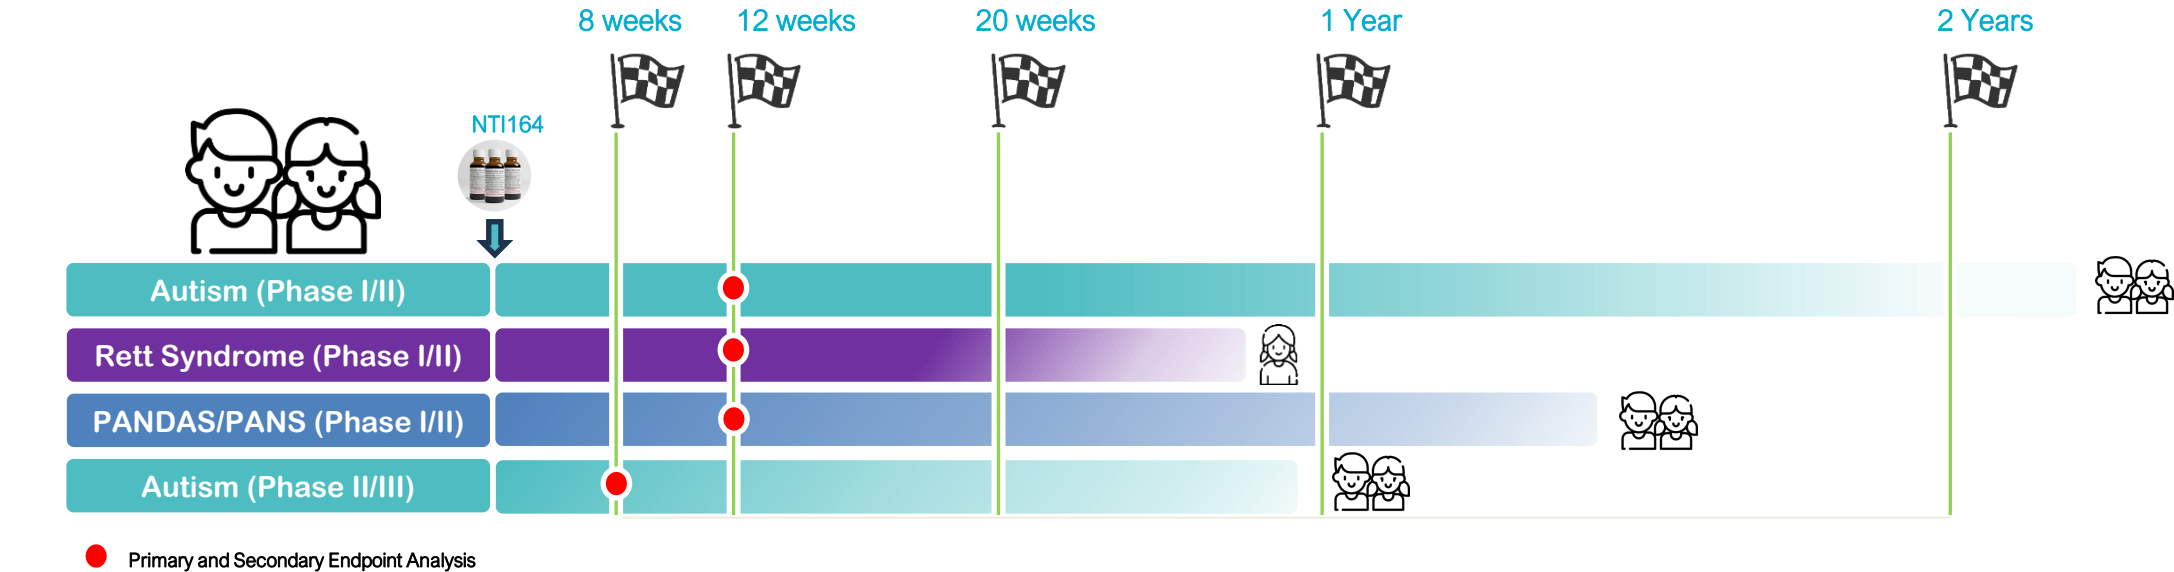 8 weeks
12 weeks
20 weeks
1 Year
2 Years
NTI164
Autism (Phase I/II)
Rett Syndrome (Phase I/II)
PANDAS/PANS (Phase I/II)
Autism (Phase II/III)
Primary and Secondary Endpoint Analysis